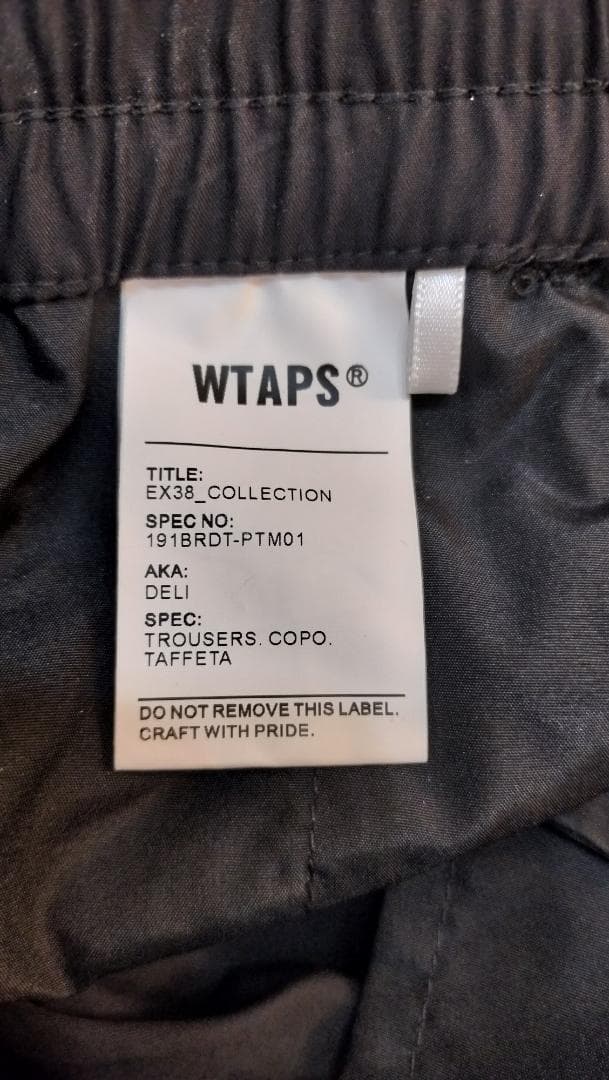 WTAPS®
TITLE:
EX38_COLLECTION
SPEC NO:
191BRDT-PTM01
AKA:
DELI
SPEC:
TROUSERS. COPO.
TAFFETA
DO NOT REMOVE THIS LABEL.
CRAFT WITH PRIDE.